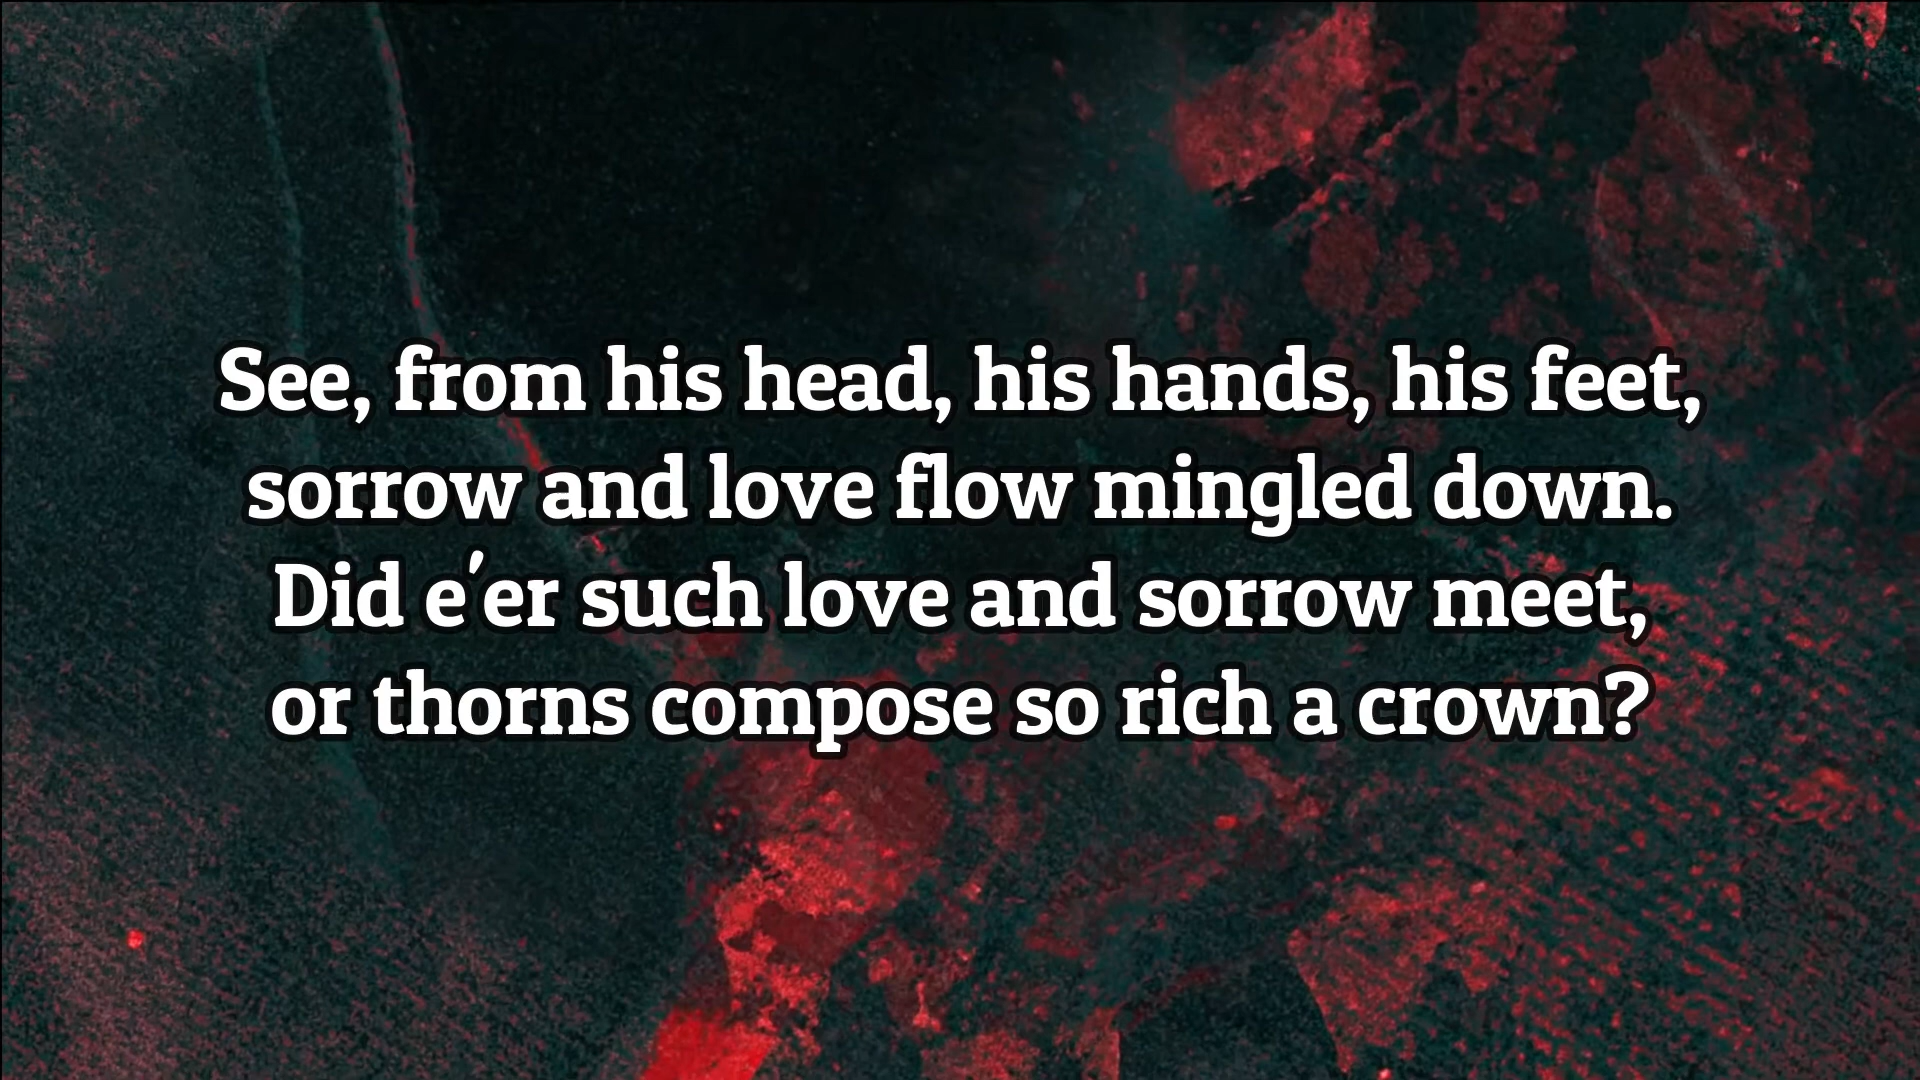 See, from his head, his hands, his feet,
sorrow and love flow mingled down.
Did e'er such love and sorrow meet,
or thorns compose so rich a crown?